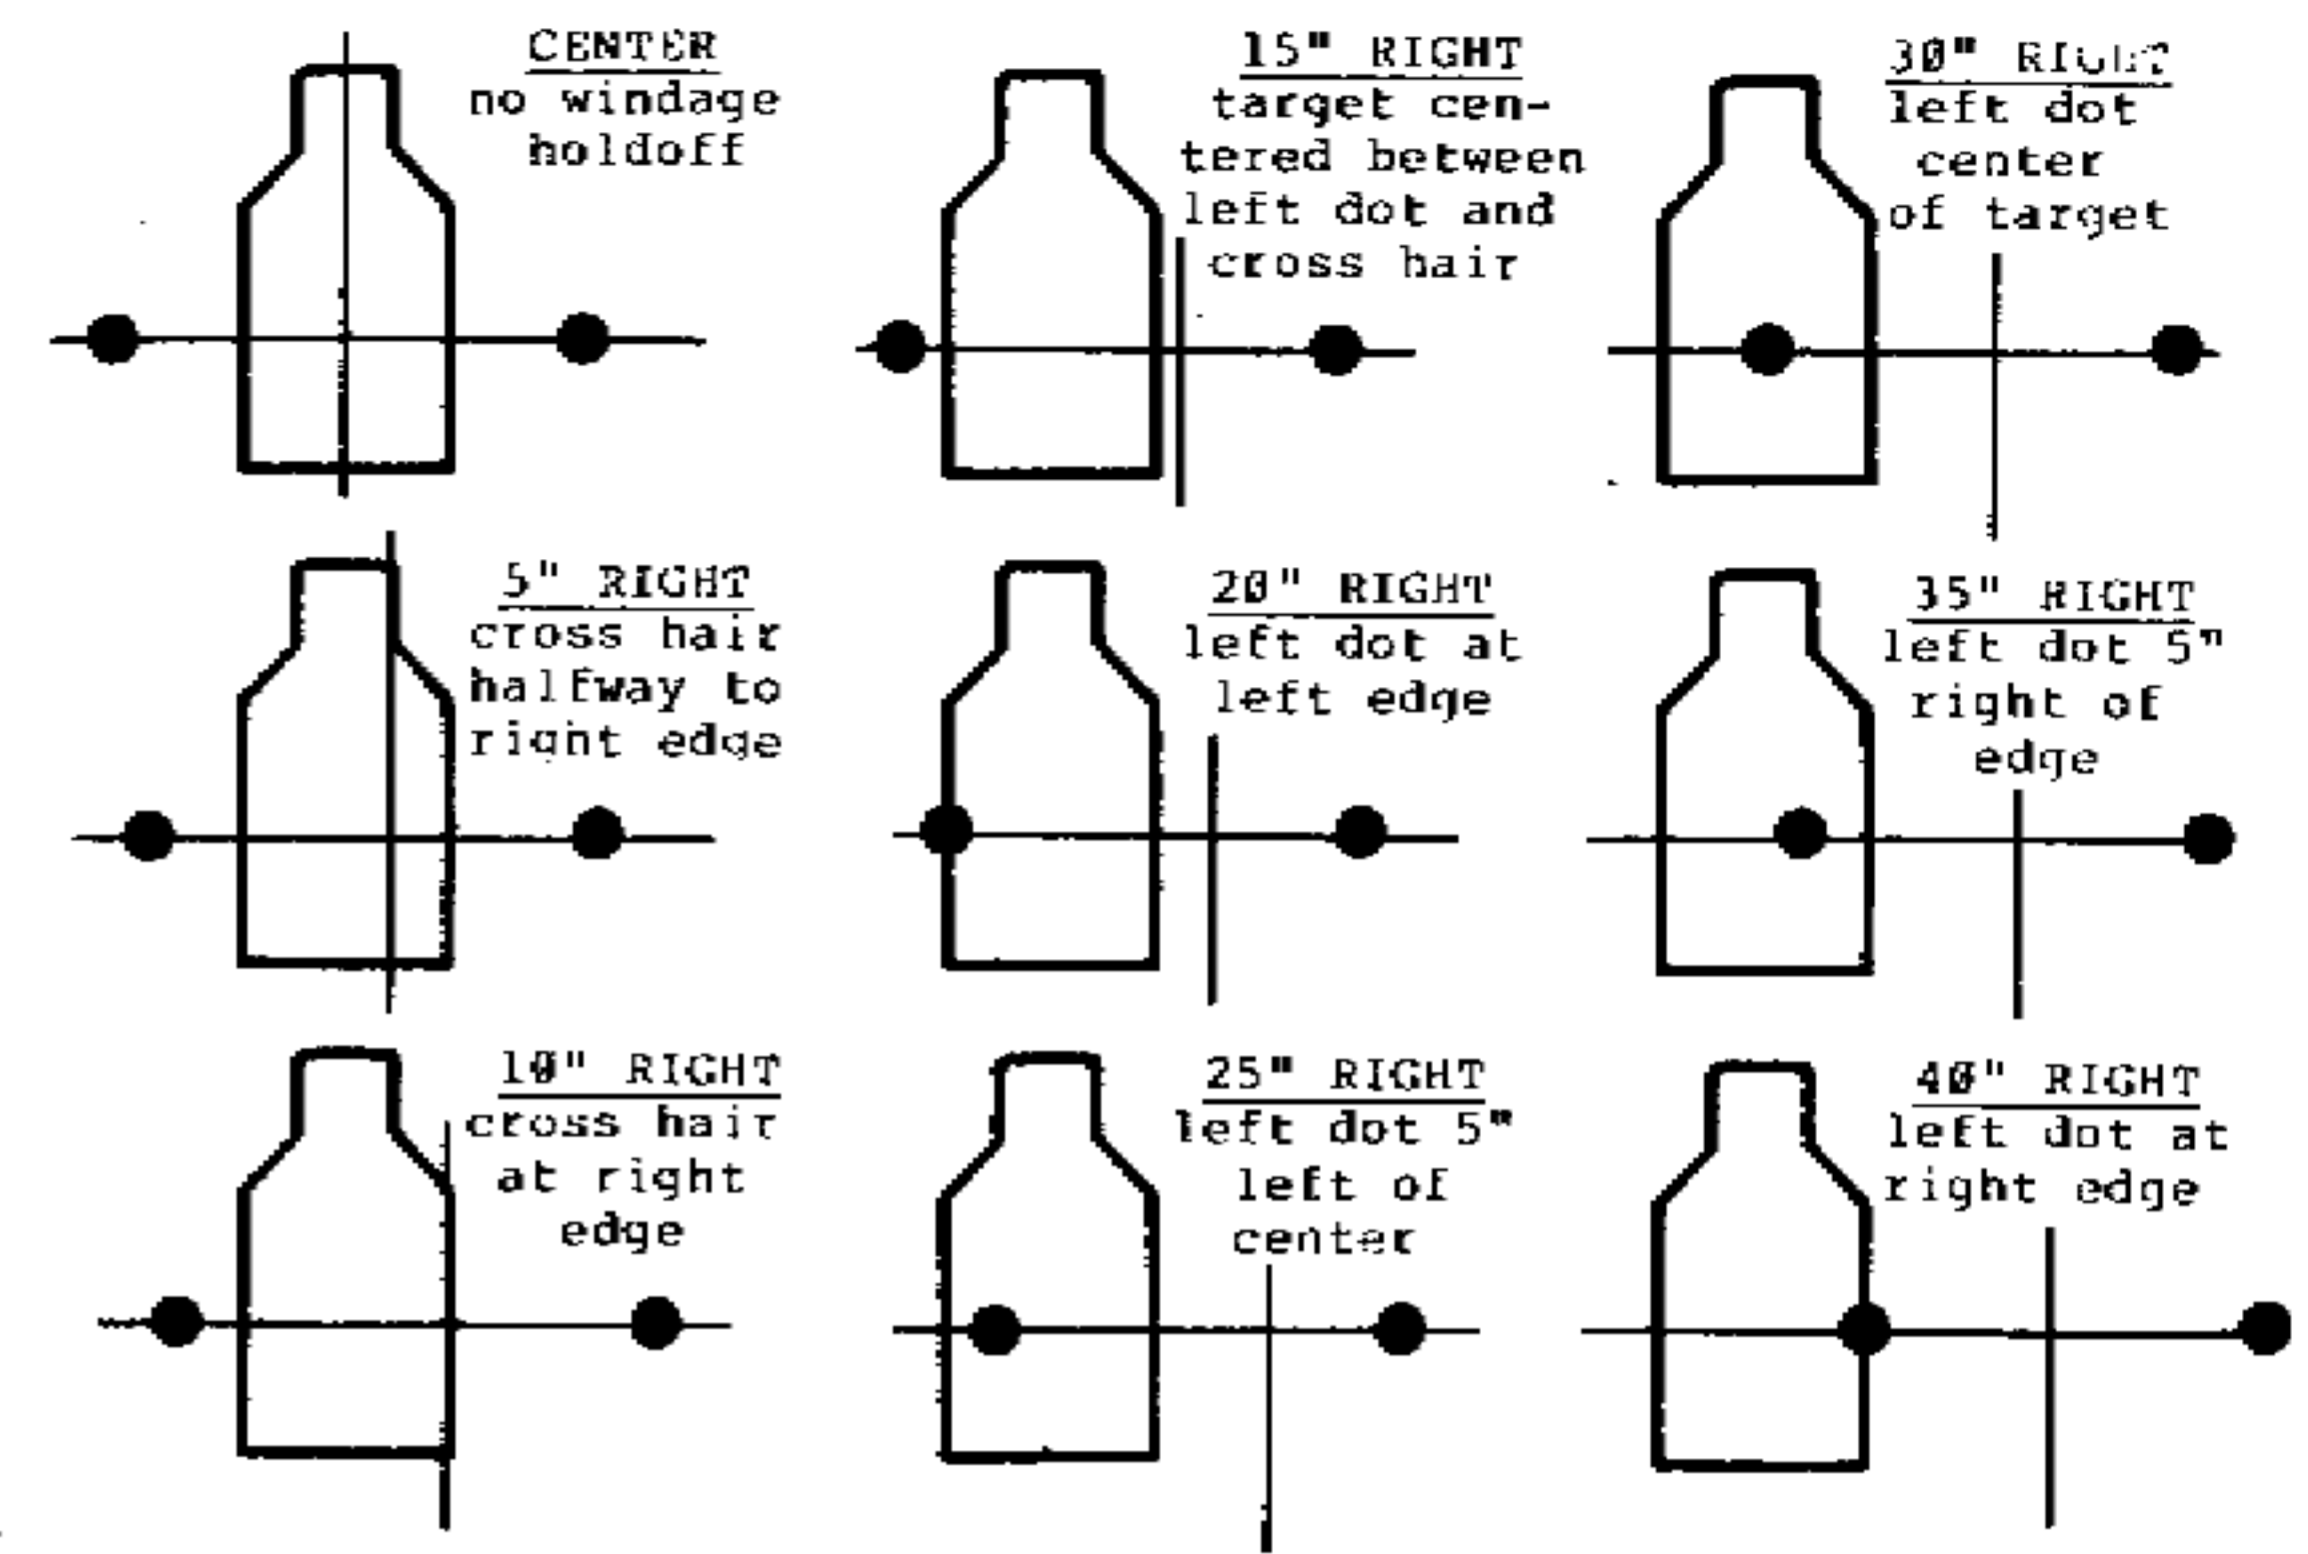 CENTER
no windage
holdoff
15" RIGHT
target cen-
tered between
left dot and
cross hair
30" RIGHT
left dot
center
of target
5" RIGHT
cross hair
halfway to
right edge
20" RIGHT
left dot at
left edge
35" RIGHT
left dot 5"
right of
edge
10" RIGHT
cross hair
at right
edge
25" RIGHT
left dot 5"
left of
center
40" RIGHT
left dot at
right edge